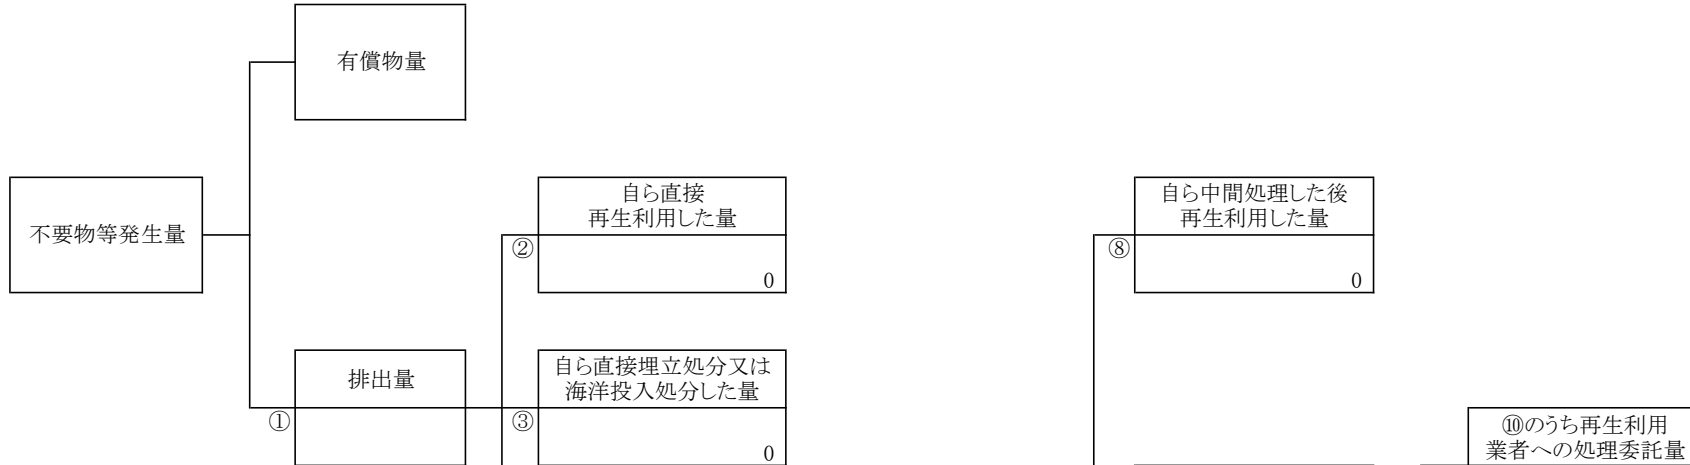 有償物量
不要物等発生量
自ら直接
再生利用した量
②
0
自ら中間処理した後
再生利用した量
⑧
0
排出量
①
自ら直接埋立処分又は
海洋投入処分した量
③
0
⑩のうち再生利用
業者への処理委託量